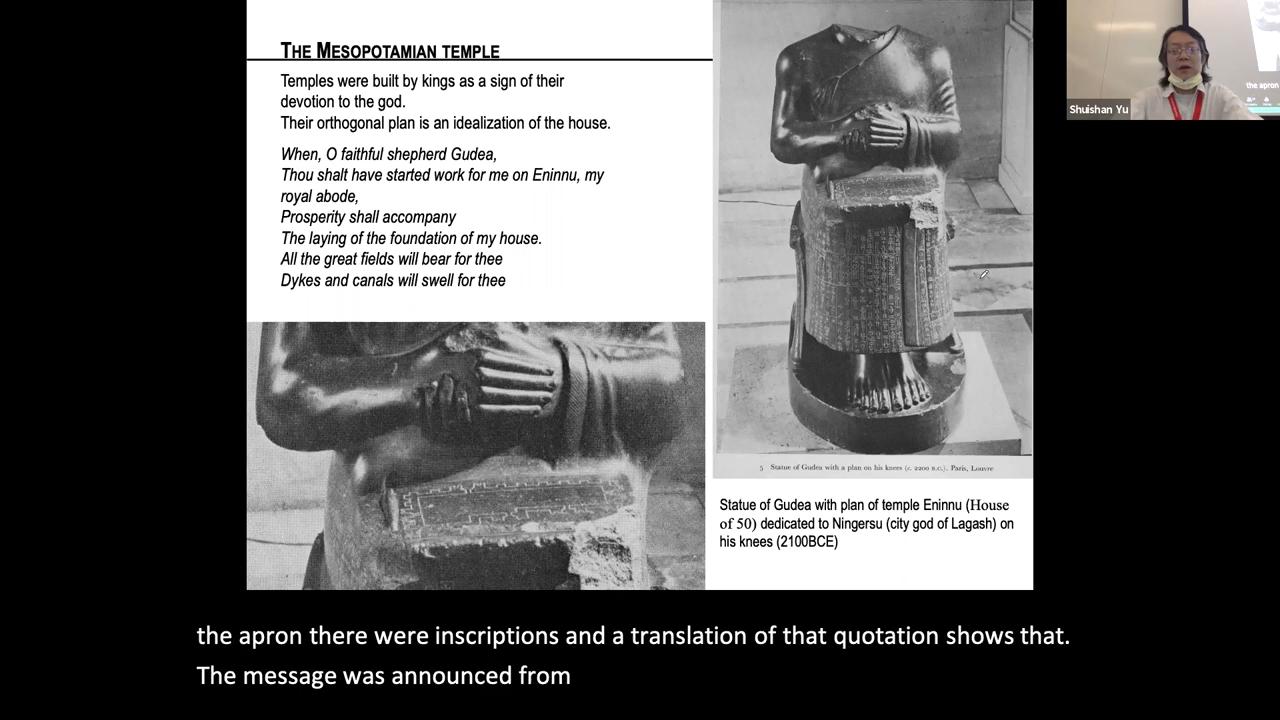 THE MESOPOTAMIAN TEMPLE
Temples were built by kings as a sign of their
devotion to the god.
Their orthogonal plan is an idealization of the house.
When, O faithful shepherd Gudea,
Thou shalt have started work for me on Eninnu, my
royal abode,
Prosperity shall accompany
The laying of the foundation of my house.
All the great fields will bear for thee
Dykes and canals will swell for thee
5 Statue of Gudea with a plan on his knees (c. 2200 B.C.). Paris, Louvre
Statue of Gudea with plan of temple Eninnu (House
of 50) dedicated to Ningersu (city god of Lagash) on
his knees (2100BCE)
Shuishan Yu
the apron
the apron there were inscriptions and a translation of that quotation shows that.
The message was announced from